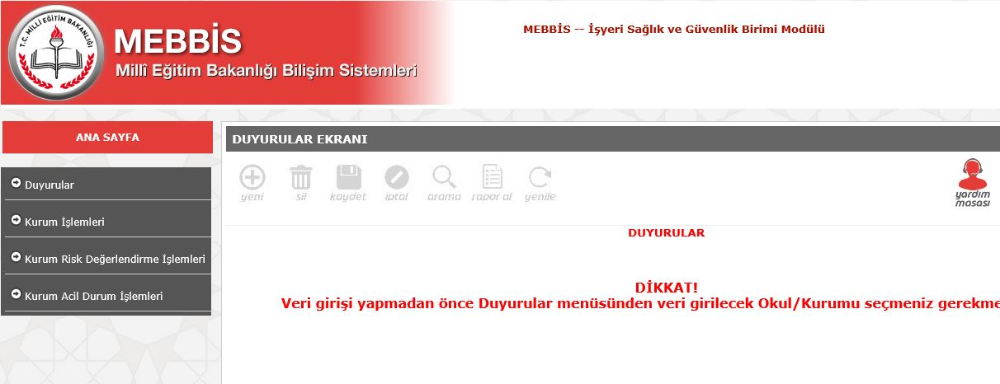 T.C. MİLLÎ EĞİTİM BAKANLIĞI
MEBBİS
Millî Eğitim Bakanlığı Bilişim Sistemleri
MEBBİS -- İşyeri Sağlık ve Güvenlik Birimi Modülü
ANA SAYFA
Duyurular
Kurum İşlemleri
Kurum Risk Değerlendirme İşlemleri
Kurum Acil Durum İşlemleri
DUYURULAR EKRANI
yeni sil kaydet iptal arama rapor al yenile
yardım
masası
DUYURULAR
DİKKAT!
Veri girişi yapmadan önce Duyurular menüsünden veri girilecek Okul/Kurumu seçmeniz gerekme